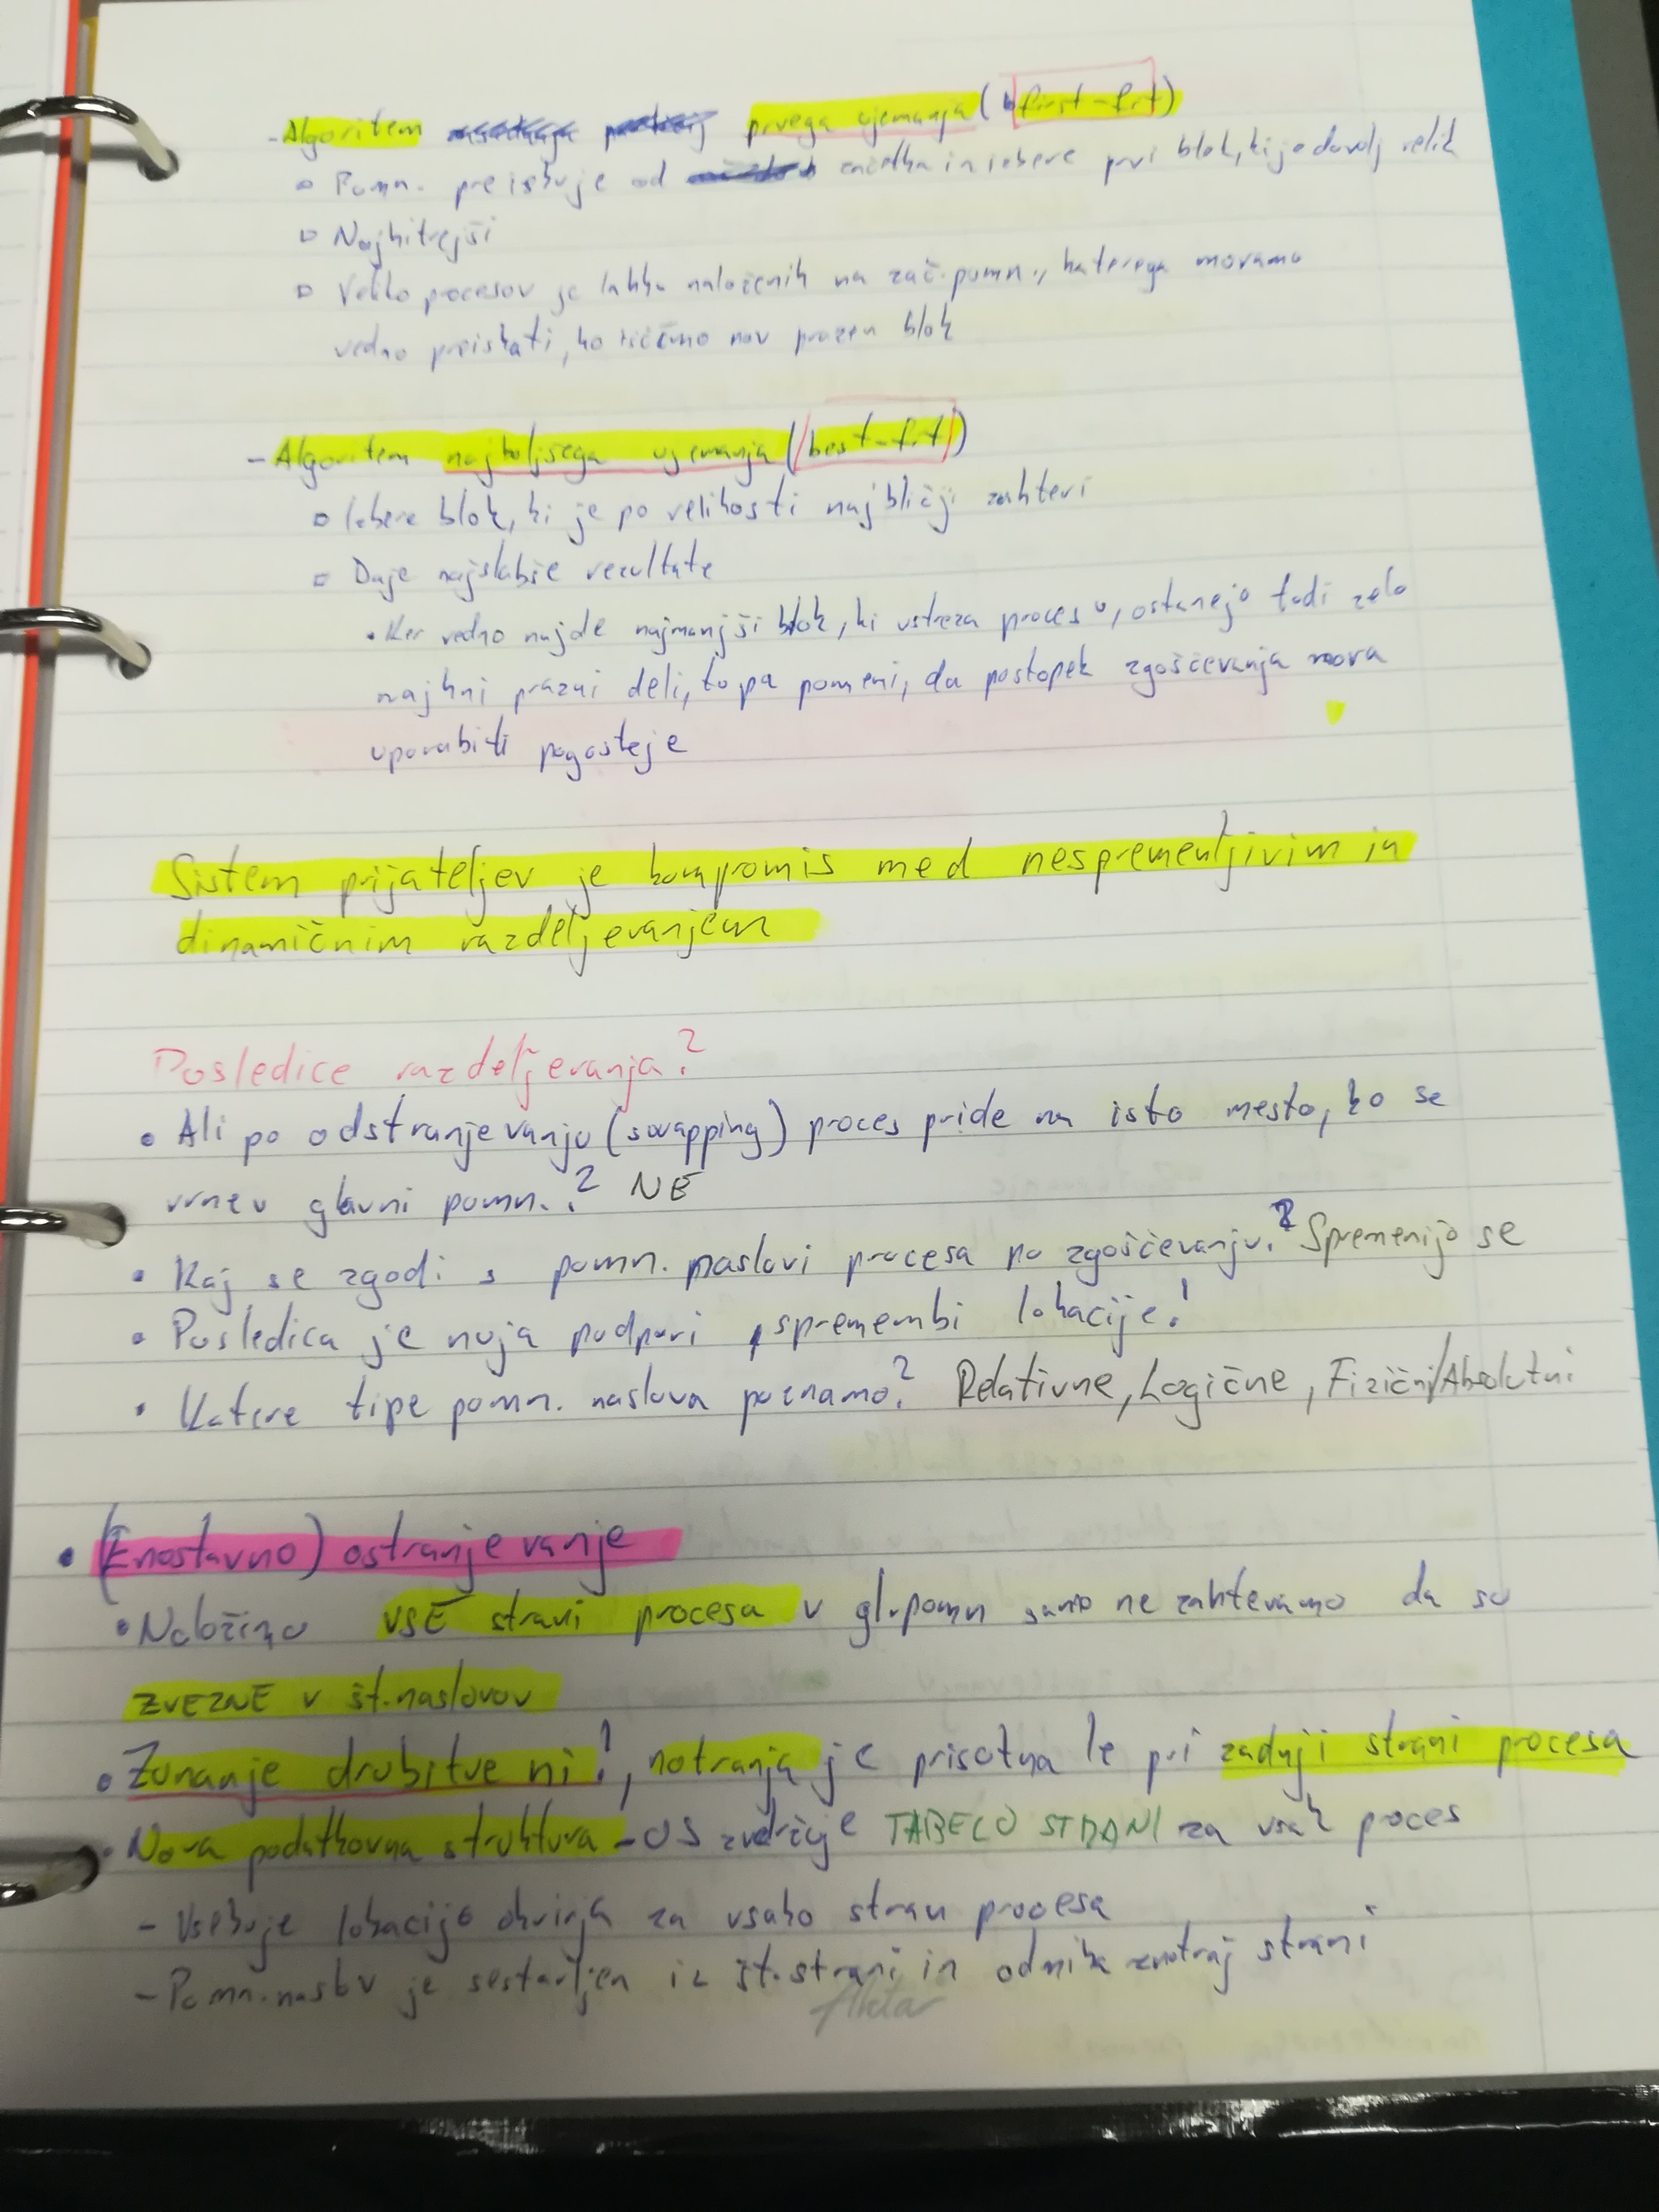 - Algoritem prvega ujemanja (first-fit)
Pomn. preiskuje od začetka in izbere prvi blok, ki je dovolj velik
Najhitrejši
Veliko procesov je lahko naloženih na zač. pomn., katerega moramo
vedno preiskati, ko iščemo nov prazen blok
- Algoritem najboljšega ujemanja (best-fit)
Izbere blok, ki je po velikosti najbližji zahtevi
Daje najslabše rezultate
• Ker vedno najde najmanjši blok, ki ustreza procesu, ostanejo tudi zelo
majhni prazni deli, to pa pomeni, da postopek zgoščevanja mora
uporabiti pogosteje
Sistem prijateljev je kompromis med nespremenljivim in
dinamičnim razdeljevanjem
Posledice razdeljevanja?
• Ali po odstranjevanju (swapping) proces pride na isto mesto, ko se
vrne v glavni pomn.? NE
• Kaj se zgodi s pomn. naslovi procesa po zgoščevanju? Spremenijo se
• Posledica je nuja podpori spremembi lokacije!
• Katere tipe pomn. naslova poznamo? Relativne, Logične, Fizični/Absolutni
• (Enostavno) ostranjevanje
• Naložimo VSE strani procesa v gl. pomn samo ne zahtevamo da so
ZVEZNE v št. naslovov
• Zunanje drobitve ni!, notranja je prisotna le pri zadnji strani procesa
• Nova podatkovna struktura - OS zvdržuje TABELO STRANI za vsak proces
- Vsebuje lokacijo okvirja za vsako stran procesa
- Pomn. naslov je sestavljen iz št. strani in odmika znotraj strani